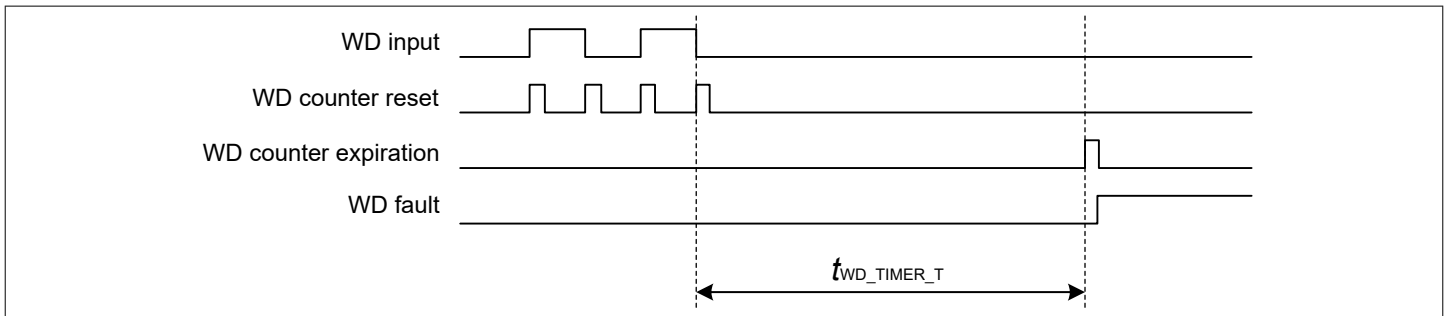 WD input
WD counter reset
WD counter expiration
WD fault
tWD_TIMER_T